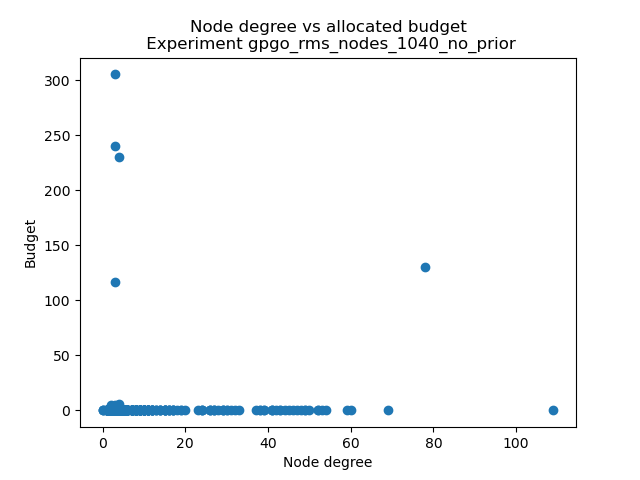 Node degree vs allocated budget
Experiment gpgo_rms_nodes_1040_no_prior
300
250
200
150
100
50
0
Budget
0 20 40 60 80 100
Node degree